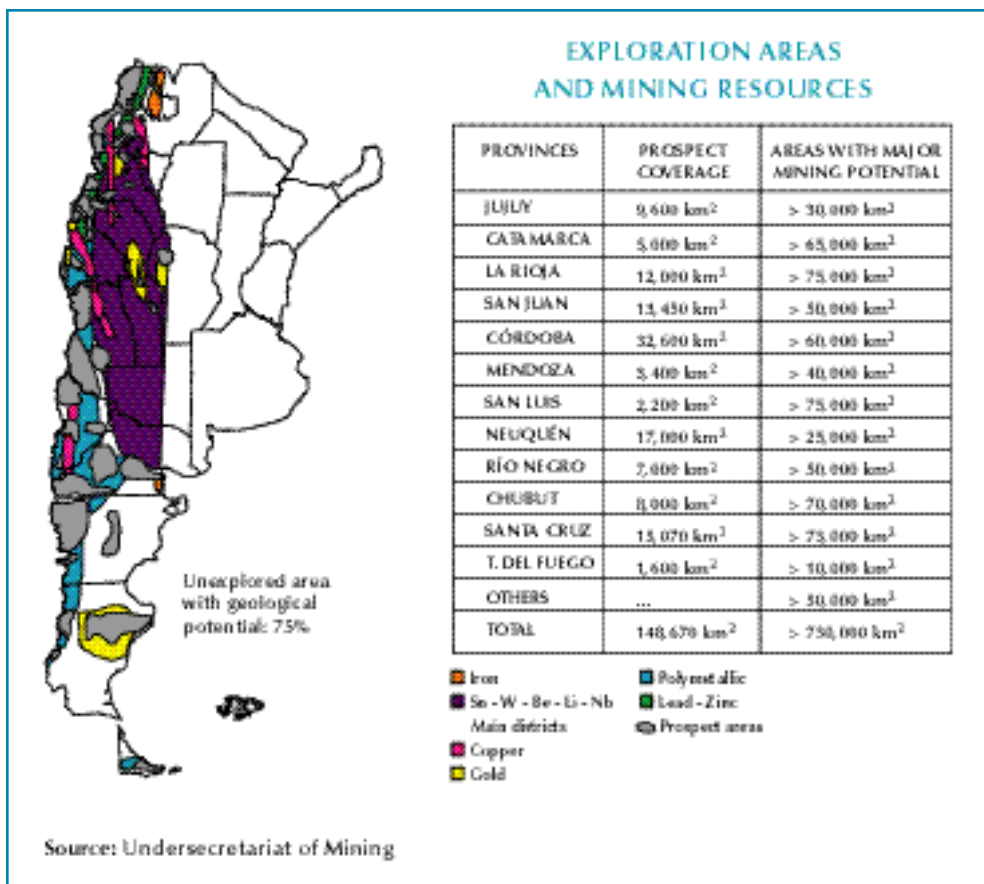 EXPLORATION AREAS
AND MINING RESOURCES
PROVINCES PROSPECT COVERAGE AREAS WITH MAJOR MINING POTENTIAL
JUJUY 9,600 km² > 30,000 km²
CATAMARCA 5,000 km² > 65,000 km²
LA RIOJA 12,000 km² > 75,000 km²
SAN JUAN 13,450 km² > 50,000 km²
CÓRDOBA 32,600 km² > 60,000 km²
MENDOZA 3,400 km² > 40,000 km²
SAN LUIS 2,200 km² > 75,000 km²
NEUQUÉN 17,000 km² > 25,000 km²
RÍO NEGRO 7,000 km² > 50,000 km²
CHUBUT 8,000 km² > 70,000 km²
SANTA CRUZ 15,070 km² > 75,000 km²
T. DEL FUEGO 1,600 km² > 10,000 km²
OTHERS ... > 50,000 km²
TOTAL 148,670 km² > 750,000 km²
Unexplored area
with geological
potential: 75%
Iron
Sn - W - Be - Li - Nb
Main districts
Copper
Gold
Polymetallic
Lead - Zinc
Prospect areas
Source: Undersecretariat of Mining